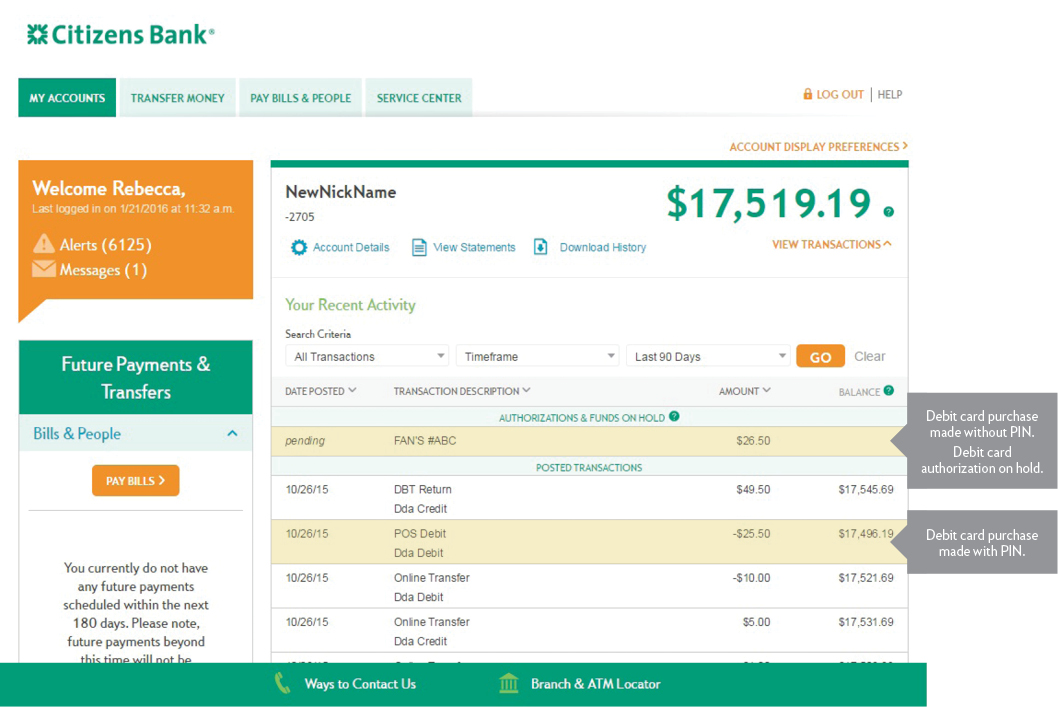 Citizens Bank®
MY ACCOUNTS
TRANSFER MONEY
PAY BILLS & PEOPLE
SERVICE CENTER
LOG OUT | HELP
ACCOUNT DISPLAY PREFERENCES
Welcome Rebecca,
Last logged in on 1/21/2016 at 11:32 a.m.
Alerts (6125)
Messages (1)
NewNickName
-2705
$17,519.19
Account Details
View Statements
Download History
VIEW TRANSACTIONS
Your Recent Activity
Search Criteria
All Transactions
Timeframe
Last 90 Days
GO
Clear
DATE POSTED TRANSACTION DESCRIPTION AMOUNT BALANCE ?
AUTHORIZATIONS & FUNDS ON HOLD ?
pending FAN'S #ABC $26.50
POSTED TRANSACTIONS
10/26/15 DBT Return $49.50 $17,545.69
Dda Credit
10/26/15 POS Debit -$25.50 $17,496.19
Dda Debit
10/26/15 Online Transfer -$10.00 $17,521.69
Dda Debit
10/26/15 Online Transfer $5.00 $17,531.69
Dda Credit
Debit card purchase
made without PIN.
Debit card
authorization on hold.
Debit card purchase
made with PIN.
Future Payments &
Transfers
Bills & People
PAY BILLS
You currently do not have
any future payments
scheduled within the next
180 days. Please note,
future payments beyond
this time will not be
Ways to Contact Us
Branch & ATM Locator